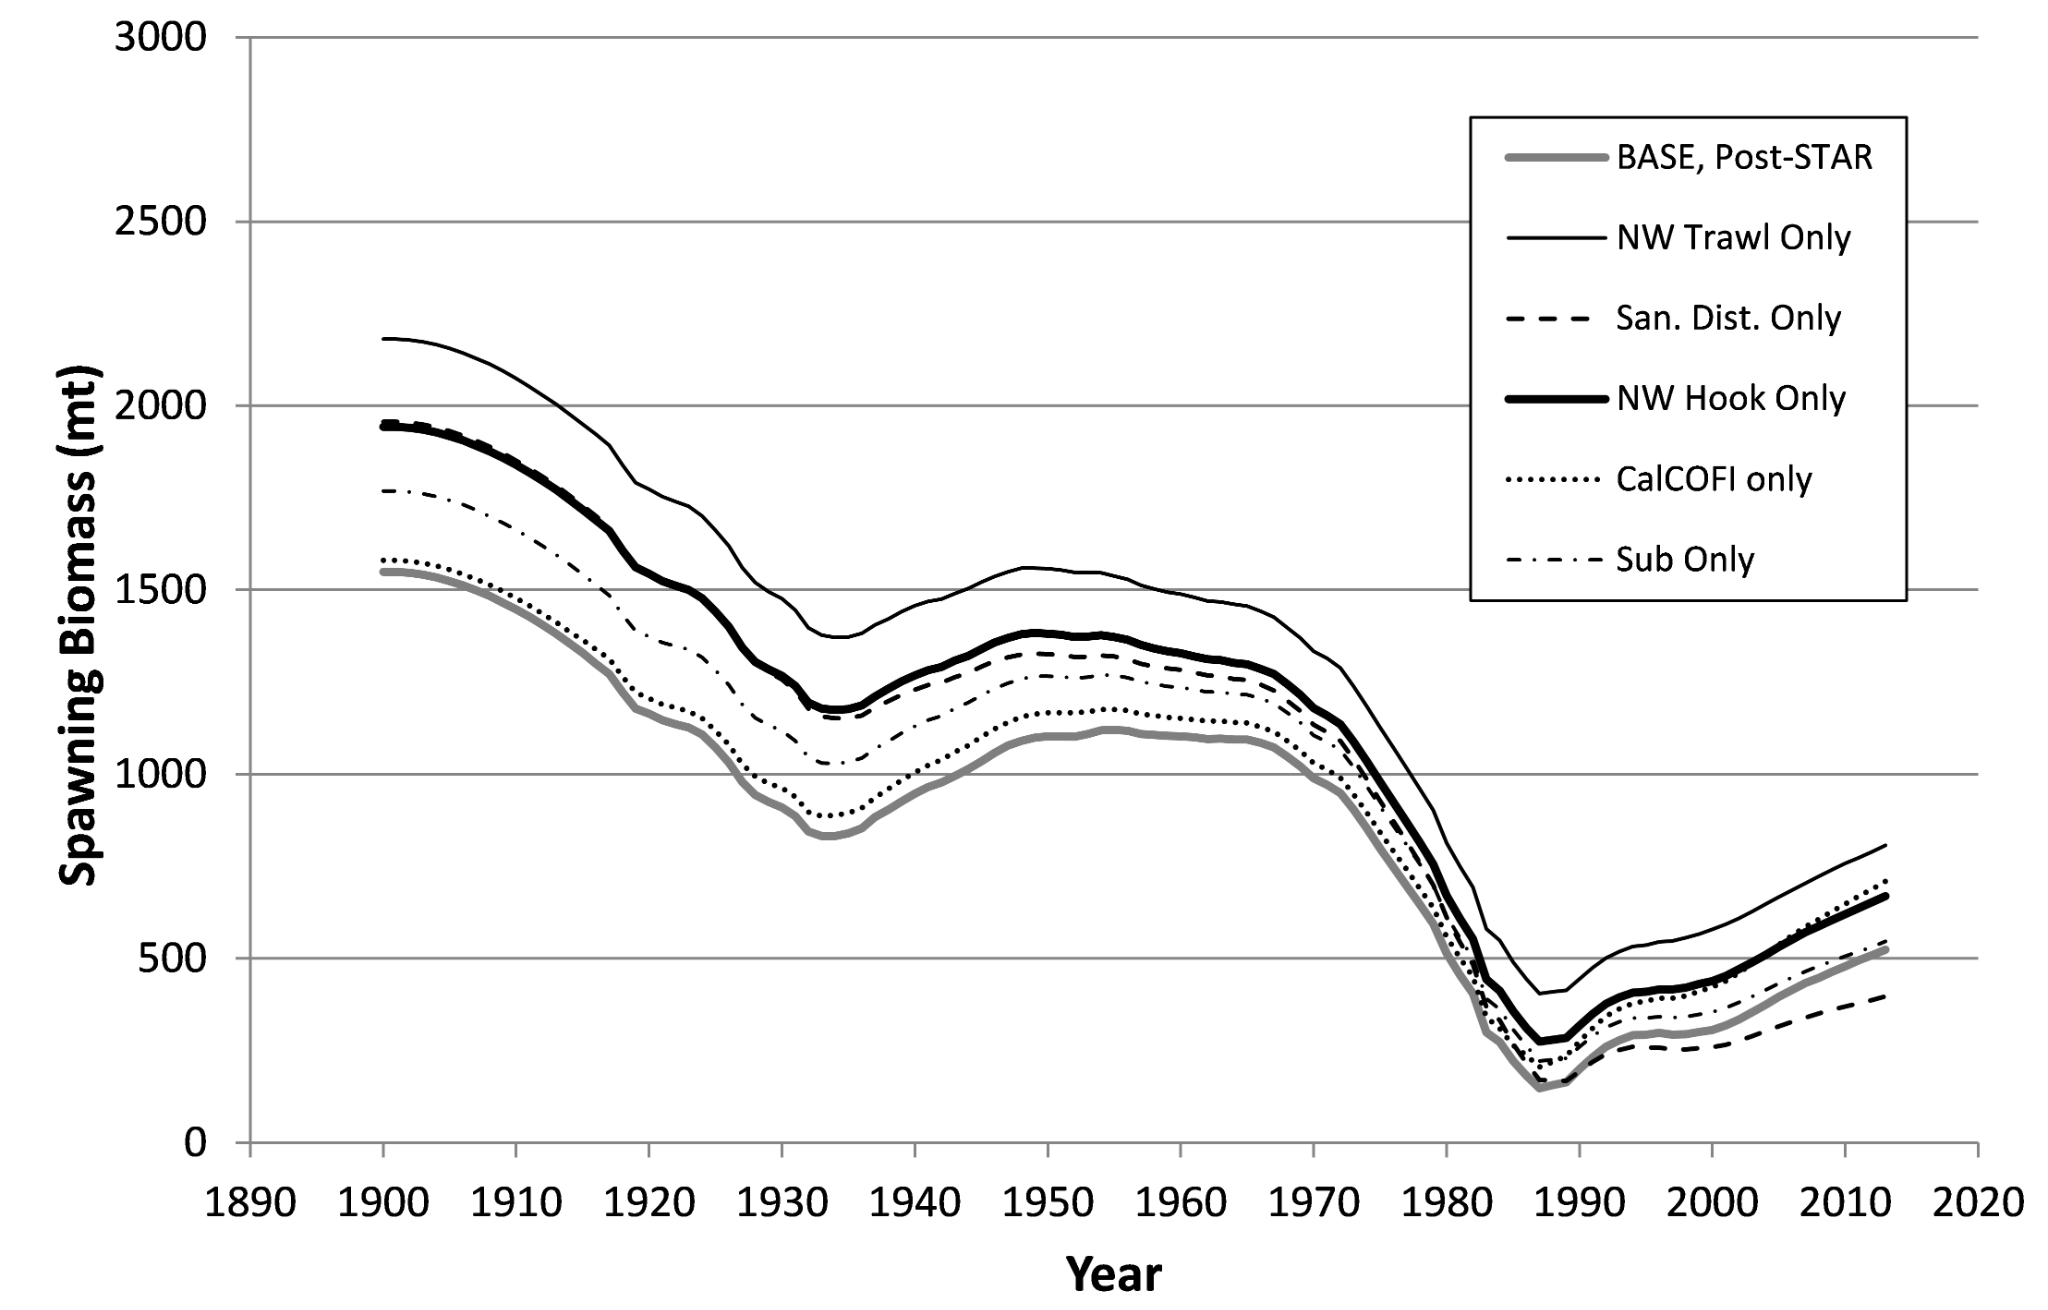 3000
2500
2000
1500
1000
500
0
Spawning Biomass (mt)
BASE, Post-STAR
NW Trawl Only
San. Dist. Only
NW Hook Only
CalCOFI only
Sub Only
1890 1900 1910 1920 1930 1940 1950 1960 1970 1980 1990 2000 2010 2020
Year